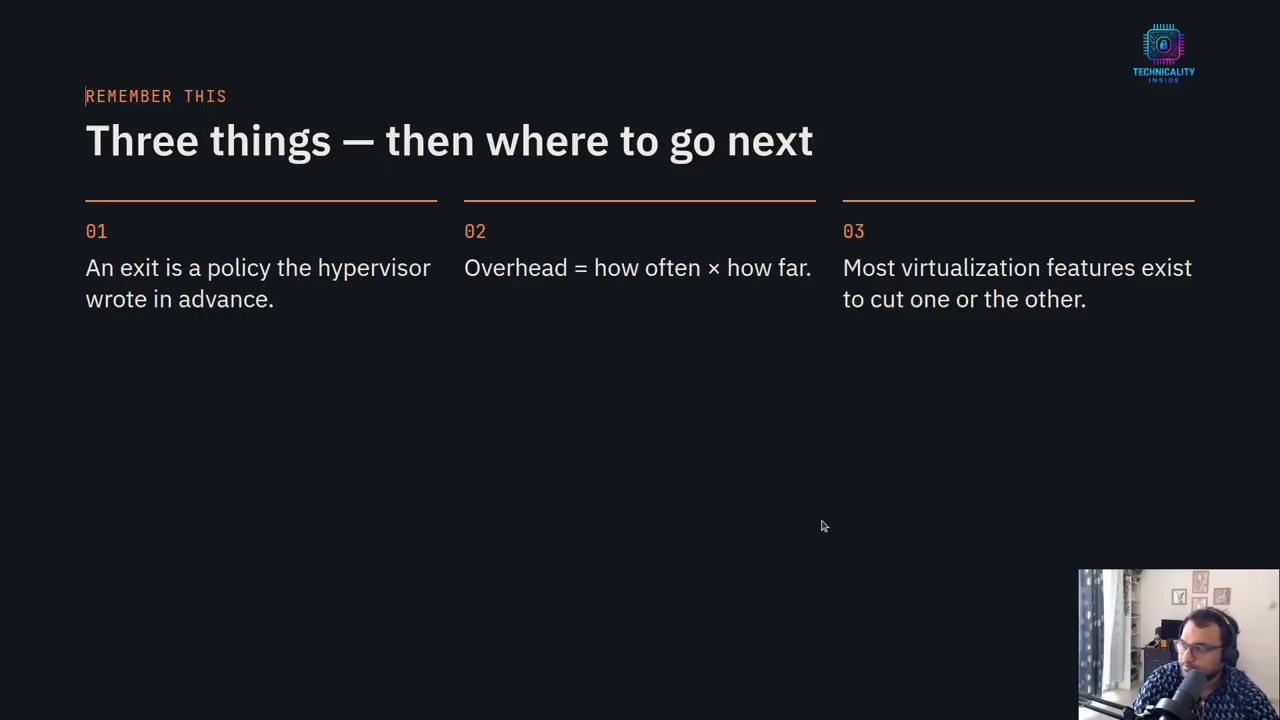 TECHNICALITY
INSIDE
REMEMBER THIS
Three things — then where to go next
01
An exit is a policy the hypervisor
wrote in advance.
02
Overhead = how often × how far.
03
Most virtualization features exist
to cut one or the other.